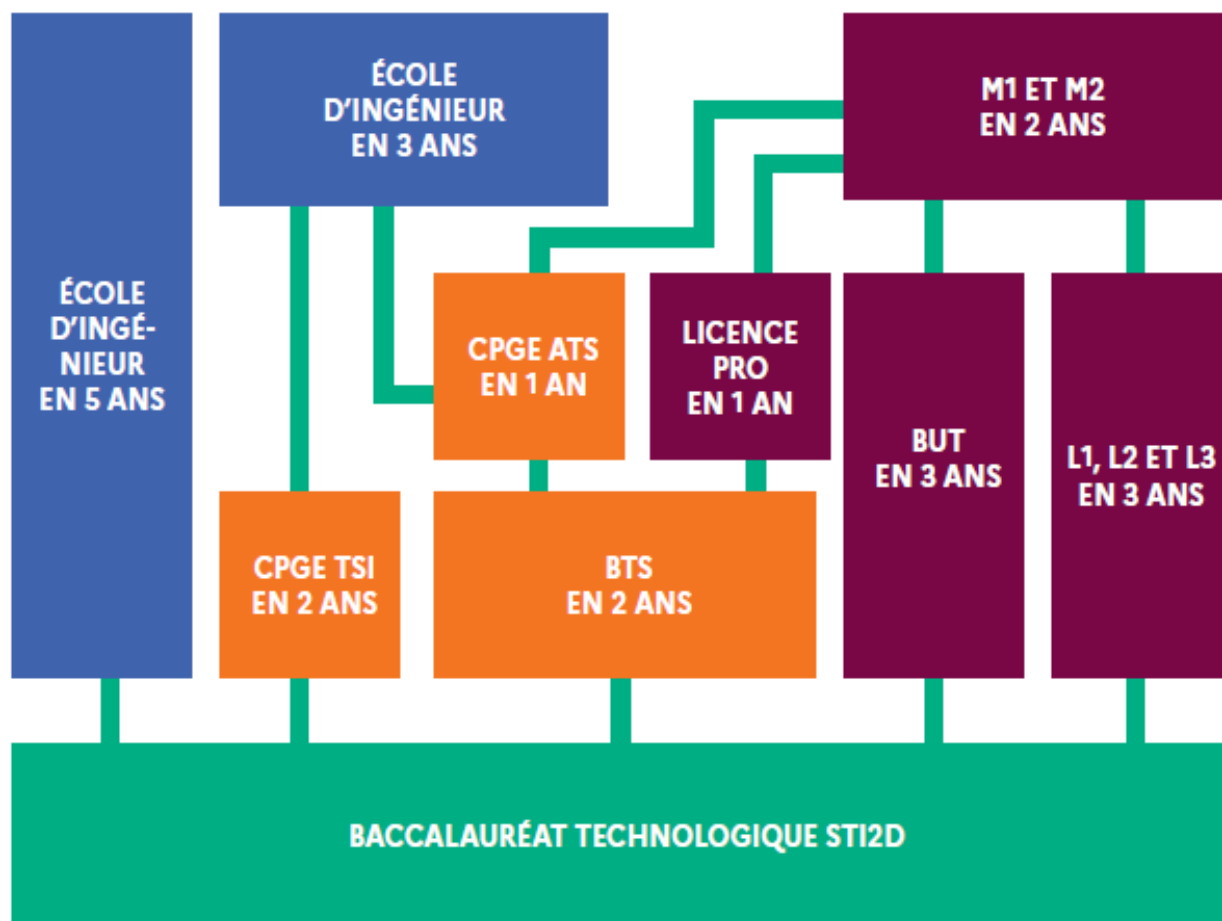 ÉCOLE
D'INGÉNIEUR
EN 3 ANS
M1 ET M2
EN 2 ANS
ÉCOLE
D'INGÉ-
NIEUR
EN 5 ANS
CPGE ATS
EN 1 AN
LICENCE
PRO
EN 1 AN
BUT
EN 3 ANS
L1, L2 ET L3
EN 3 ANS
CPGE TSI
EN 2 ANS
BTS
EN 2 ANS
BACCALAURÉAT TECHNOLOGIQUE STI2D